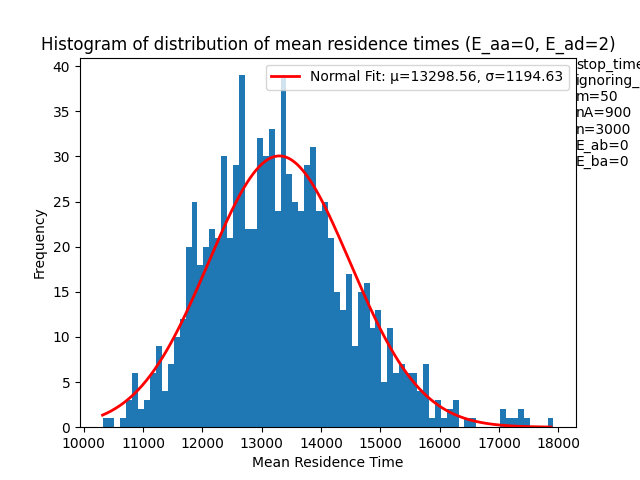 Histogram of distribution of mean residence times (E_aa=0, E_ad=2)
Normal Fit: μ=13298.56, σ=1194.63
stop_time
ignoring_
m=50
nA=900
n=3000
E_ab=0
E_ba=0
Frequency
40
35
30
25
20
15
10
5
0
10000 11000 12000 13000 14000 15000 16000 17000 18000
Mean Residence Time